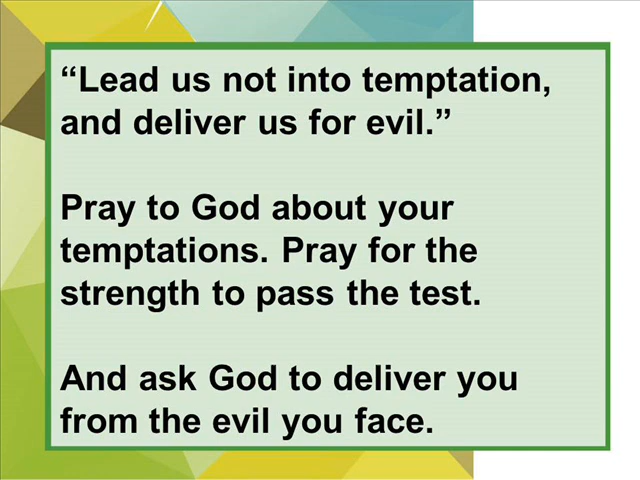 “Lead us not into temptation,
and deliver us for evil.”
Pray to God about your
temptations. Pray for the
strength to pass the test.
And ask God to deliver you
from the evil you face.